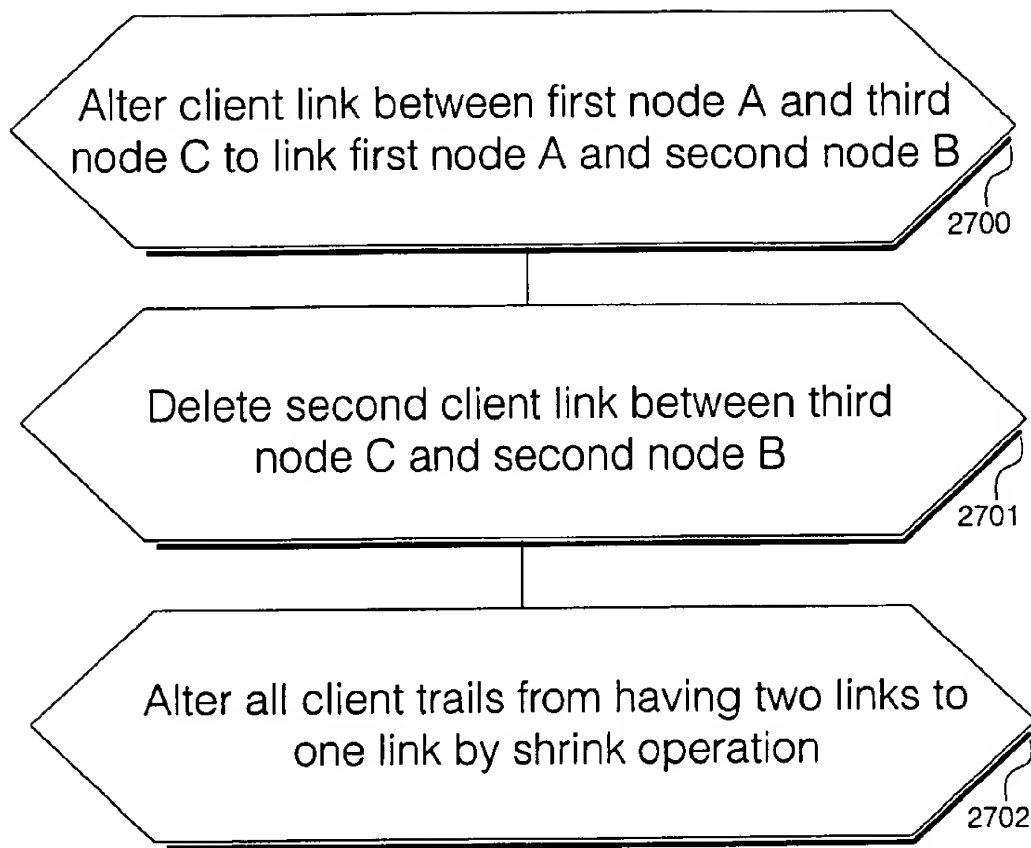 Alter client link between first node A and third
node C to link first node A and second node B
2700
Delete second client link between third
node C and second node B
2701
Alter all client trails from having two links to
one link by shrink operation
2702